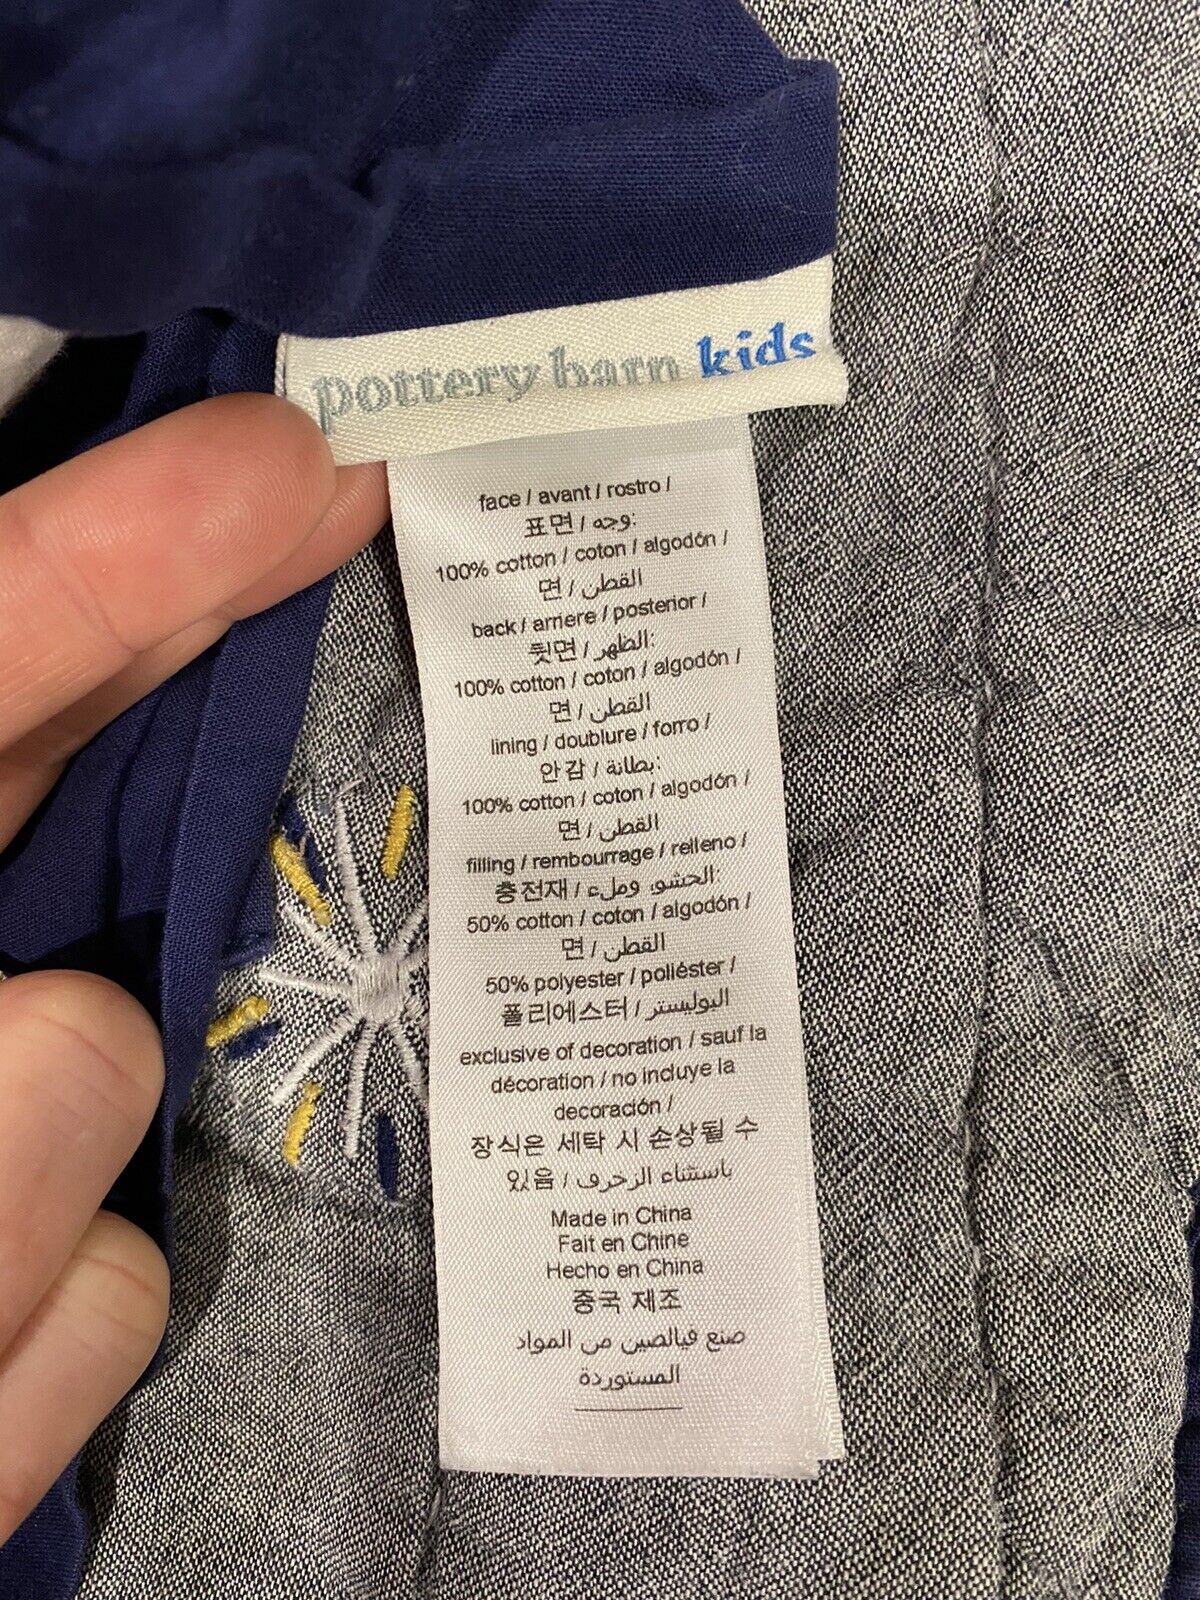 pottery barn kids
face / avant / rostro /
표면 / وجه:
100% cotton / coton / algodón /
면 / القطن
back / arriere / posterior /
뒷면 / الظهر:
100% cotton / coton / algodón /
면 / القطن
lining / doublure / forro /
안감 / بطانة:
100% cotton / coton / algodón /
면 / القطن
filling / rembourrage / relleno /
충전재 / الحشو، وملء:
50% cotton / coton / algodón /
면 / القطن
50% polyester / poliéster /
폴리에스터 / البوليستر
exclusive of decoration / sauf la
décoration / no incluye la
decoración /
장식은 세탁 시 손상될 수
있음 / باستثناء الزخرف
Made in China
Fait en Chine
Hecho en China
중국 제조
صنع فيالصين من المواد
المستوردة